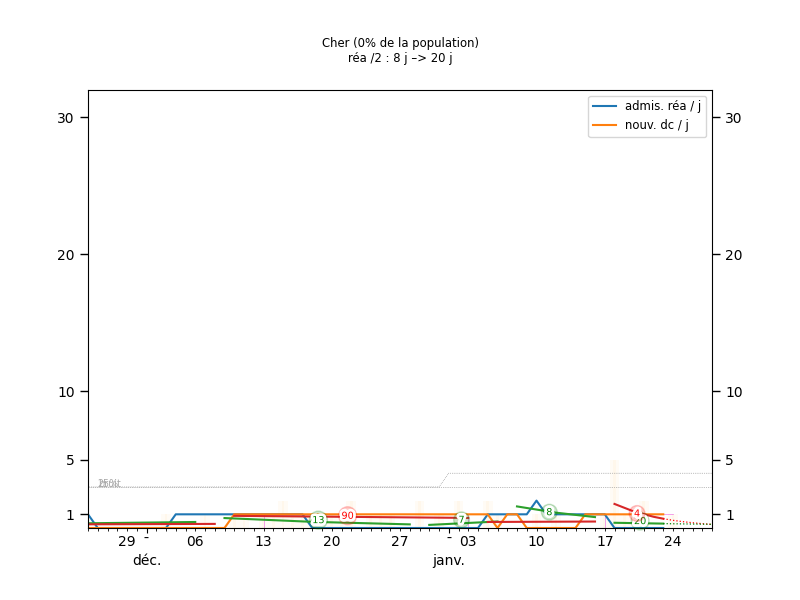 Cher (0% de la population)
réa /2 : 8 j –> 20 j
admis. réa / j
nouv. dc / j
30 30
20 20
10 10
5 5
1 1
13 90 7 8 4 20
29 - 06 13 20 27 - 03 10 17 24
déc. janv.